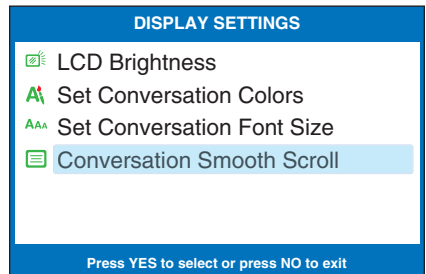 DISPLAY SETTINGS
LCD Brightness
Set Conversation Colors
Set Conversation Font Size
Conversation Smooth Scroll
Press YES to select or press NO to exit